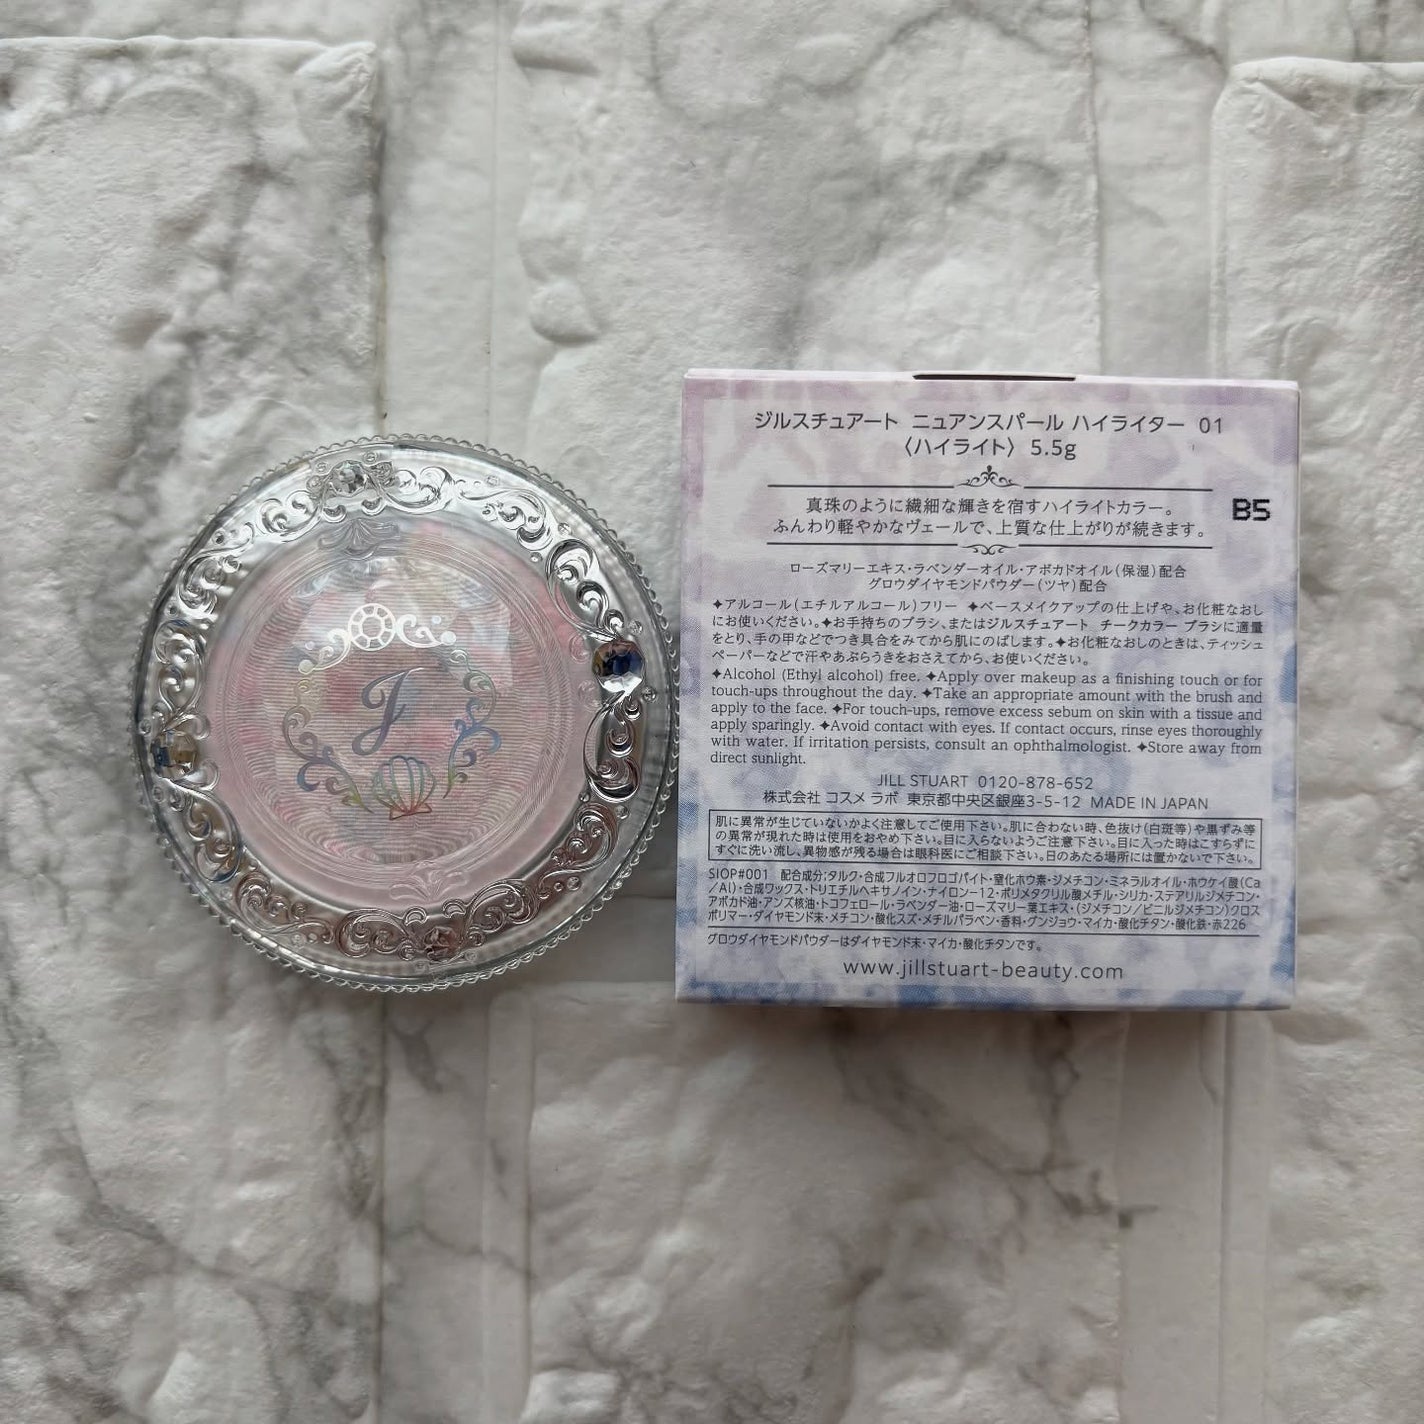 J
ジルスチュアート ニュアンスパール ハイライター 01
〈ハイライト〉 5.5g
真珠のように繊細な輝きを宿すハイライトカラー。
ふんわり軽やかなヴェールで、上質な仕上がりが続きます。
B5
ローズマリーエキス・ラベンダーオイル・アボカドオイル(保湿)配合
グロウダイヤモンドパウダー(ツヤ)配合
✦アルコール(エチルアルコール)フリー ✦ベースメイクアップの仕上げや、お化粧なおし
にお使いください。✦お手持ちのブラシ、またはジルスチュアート チークカラー ブラシに適量
をとり、手の甲などでつき具合をみてから肌にのばします。✦お化粧なおしのときは、ティッシュ
ペーパーなどで汗やあぶらうきをおさえてから、お使いください。
✦Alcohol (Ethyl alcohol) free. ✦Apply over makeup as a finishing touch or for
touch-ups throughout the day. ✦Take an appropriate amount with the brush and
apply to the face. ✦For touch-ups, remove excess sebum on skin with a tissue and
apply sparingly. ✦Avoid contact with eyes. If contact occurs, rinse eyes thoroughly
with water. If irritation persists, consult an ophthalmologist. ✦Store away from
direct sunlight.
JILL STUART 0120-878-652
株式会社 コスメ ラボ 東京都中央区銀座3-5-12 MADE IN JAPAN
肌に異常が生じていないかよく注意してご使用下さい。肌に合わない時、色抜け(白斑等)や黒ずみ等
の異常が現れた時は使用をおやめ下さい。目に入らないようご注意下さい。目に入った時はこすらずに
すぐに洗い流し、異物感が残る場合は眼科医にご相談下さい。日のあたる場所には置かないで下さい。
SIOP#001 配合成分:タルク・合成フルオロフロゴパイト・窒化ホウ素・ジメチコン・ミネラルオイル・ホウケイ酸(Ca
/Al)・合成ワックス・トリエチルヘキサノイン・ナイロン-12・ポリメタクリル酸メチル・シリカ・ステアリルジメチコン・
アボカド油・アンズ核油・トコフェロール・ラベンダー油・ローズマリー葉エキス・(ジメチコン/ビニルジメチコン)クロス
ポリマー・ダイヤモンド末・メチコン・酸化スズ・メチルパラベン・香料・グンジョウ・マイカ・酸化チタン・酸化鉄・赤226
グロウダイヤモンドパウダーはダイヤモンド末・マイカ・酸化チタンです。
www.jillstuart-beauty.com